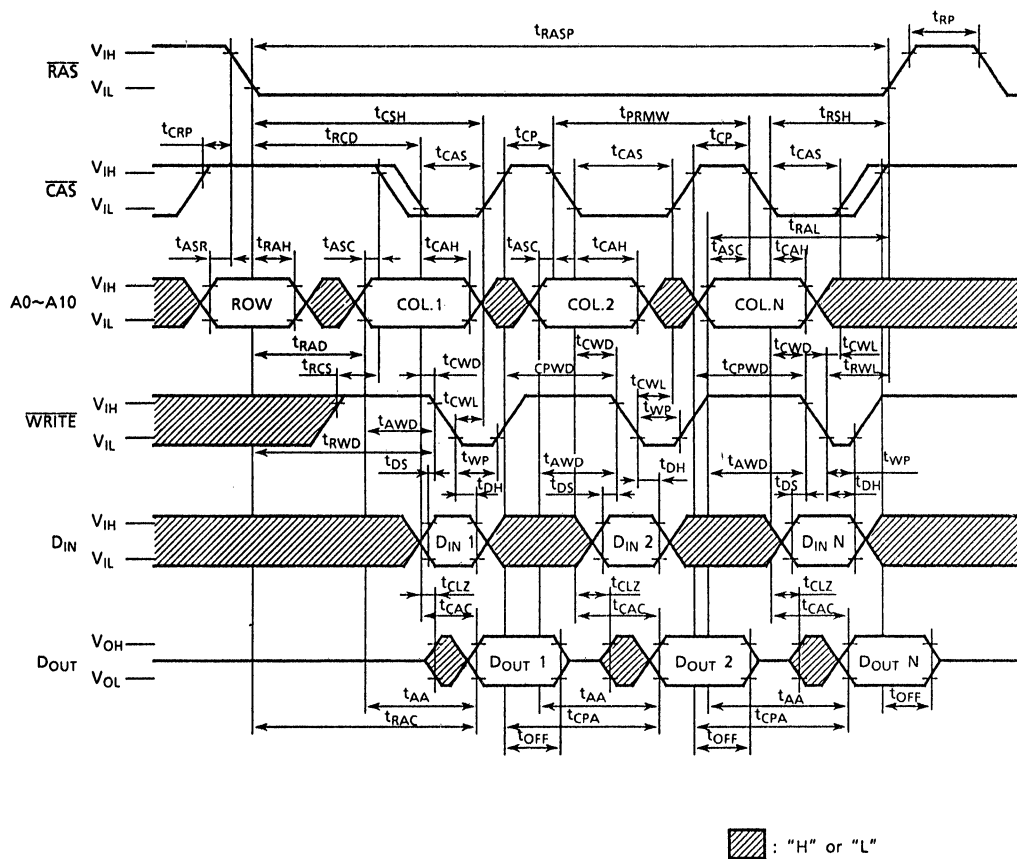 tRP
tRASP
VIH
RAS
VIL
tCSH
tPRMW
tRSH
tCRP
tRCD
tCP
tCP
tCAS
tCAS
tCAS
VIH
CAS
VIL
tRAL
tASR
tRAH
tASC
tCAH
tASC
tCAH
tASC
tCAH
VIH
A0~A10
ROW
COL.1
COL.2
COL.N
VIL
tRAD
tCWD
tCWD
tCWD
tCWL
tRCS
CPWD
tCPWD
tRWL
tCWL
tCWL
VIH
tWP
WRITE
tAWD
VIL
tRWD
tDS
tWP
tAWD
tDH
tAWD
tWP
tDH
tDS
tDS
tDH
VIH
DIN
DIN 1
DIN 2
DIN N
VIL
tCLZ
tCLZ
tCLZ
tCAC
tCAC
tCAC
VOH
DOUT
DOUT 1
DOUT 2
DOUT N
VOL
tAA
tAA
tAA
tOFF
tRAC
tCPA
tCPA
tOFF
tOFF
: "H" or "L"